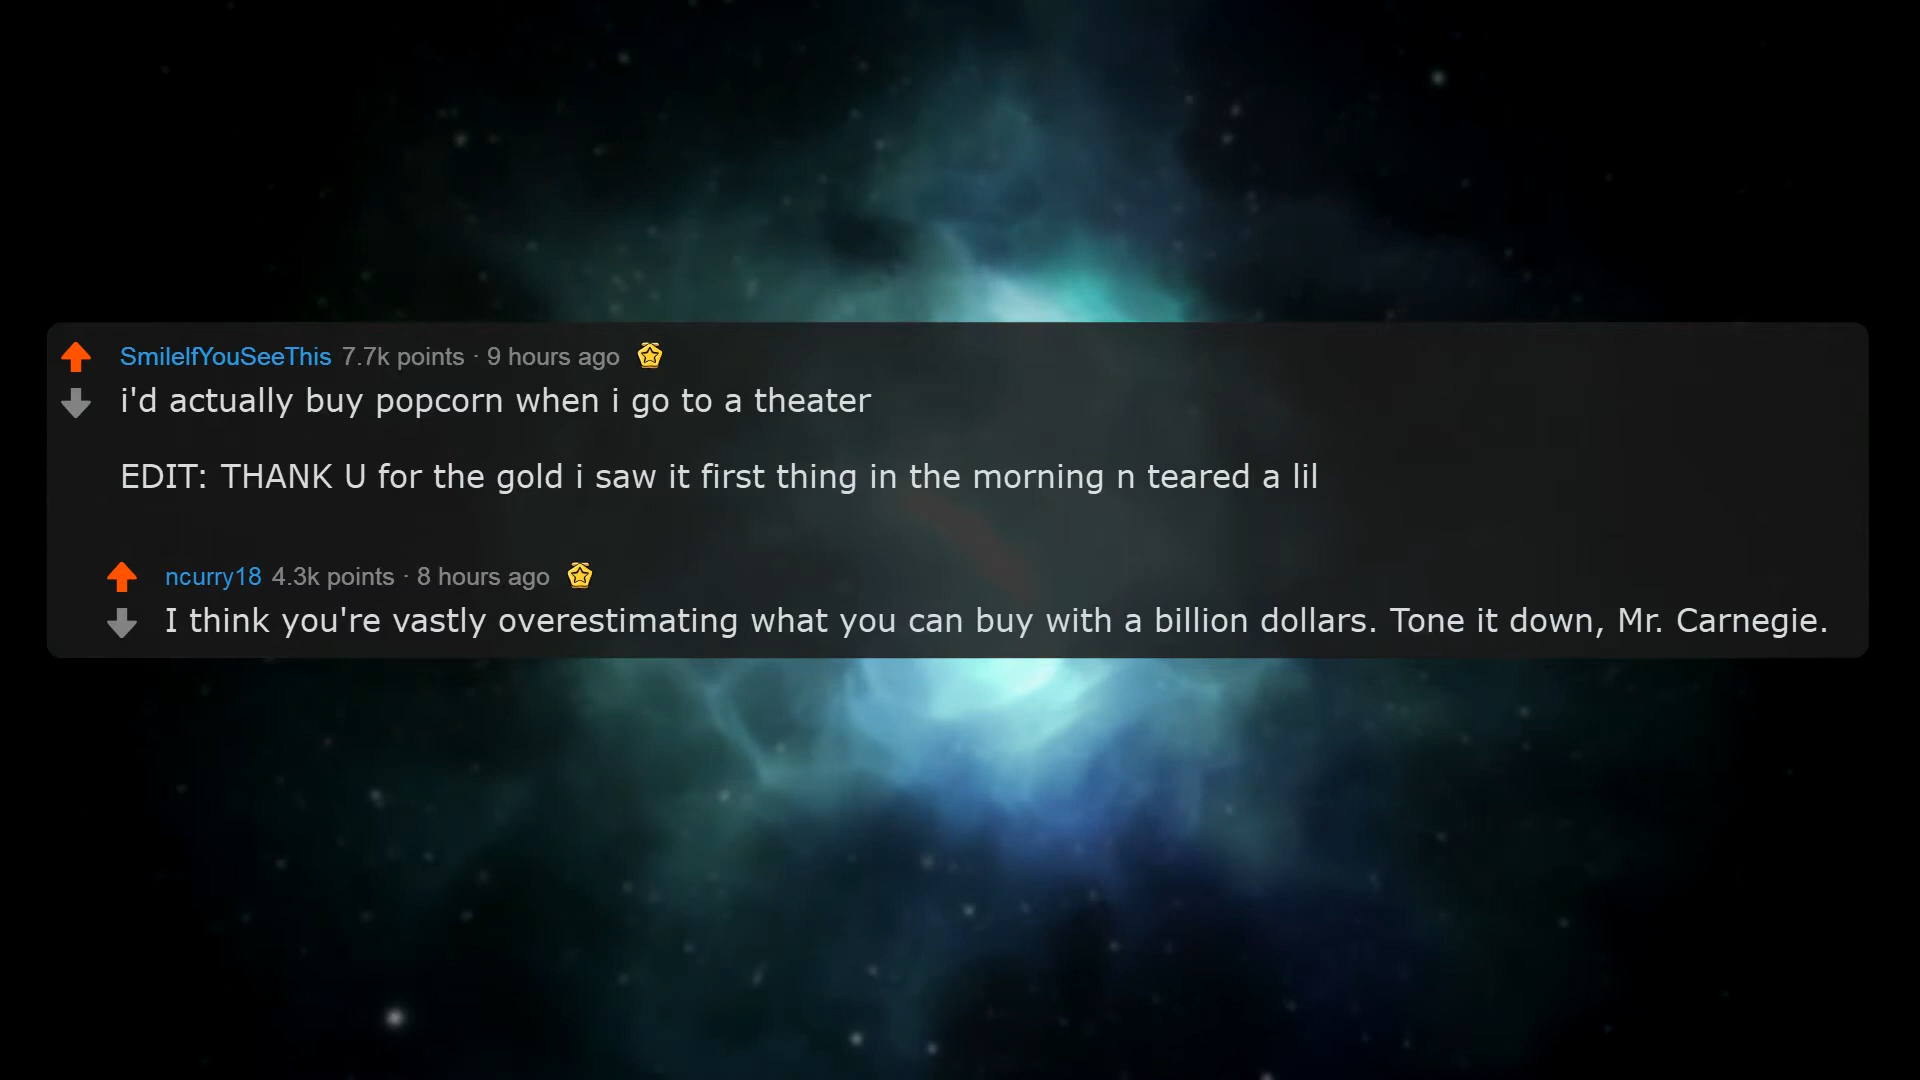 SmileIfYouSeeThis 7.7k points · 9 hours ago
i'd actually buy popcorn when i go to a theater
EDIT: THANK U for the gold i saw it first thing in the morning n teared a lil
ncurry18 4.3k points · 8 hours ago
I think you're vastly overestimating what you can buy with a billion dollars. Tone it down, Mr. Carnegie.